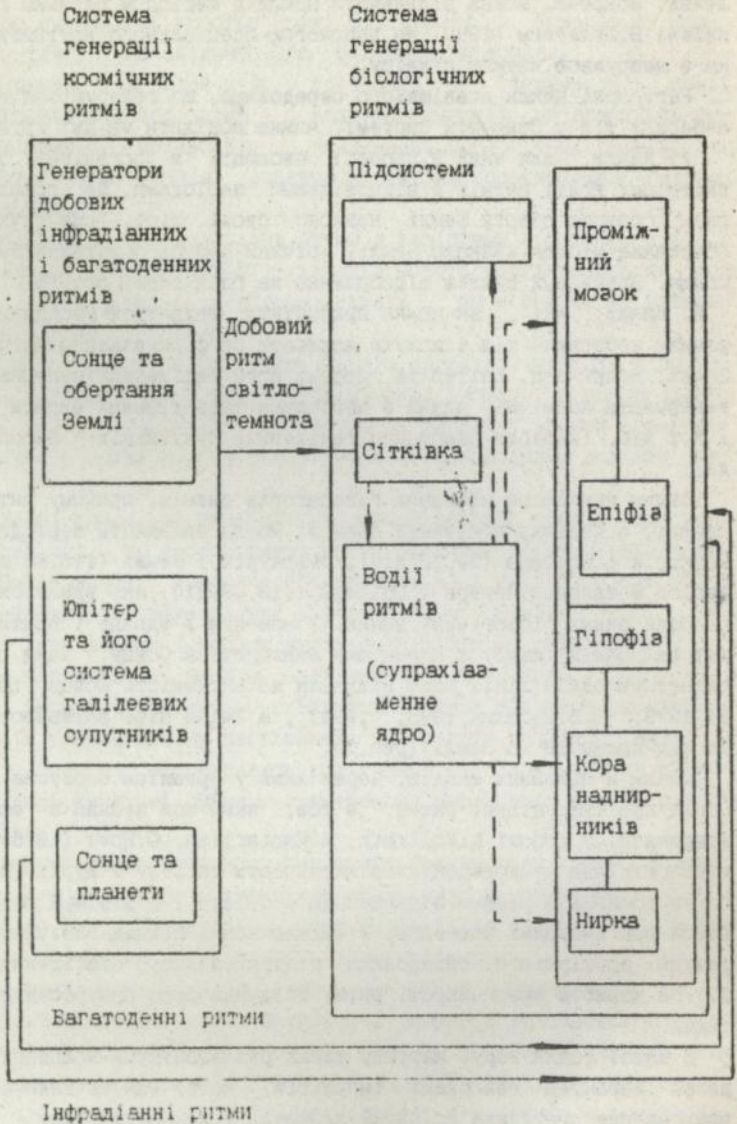 Система
генерації
космічних
ритмів
Система
генерації
біологічних
ритмів
Генератори
добових
інфрадіанних
і багатоденних
ритмів
Сонце та
обертання
Землі
Юпітер
та його
система
галілеєвих
супутників
Сонце та
планети
Добовий
ритм
світло-
темнота
Підсистеми
Сітківка
Водії
ритмів
(супрахіаз-
менне
ядро)
Проміж-
ний
мозок
Епіфіз
Гіпофіз
Кора
наднир-
ників
Нирка
Багатоденні ритми
Інфрадіанні ритми